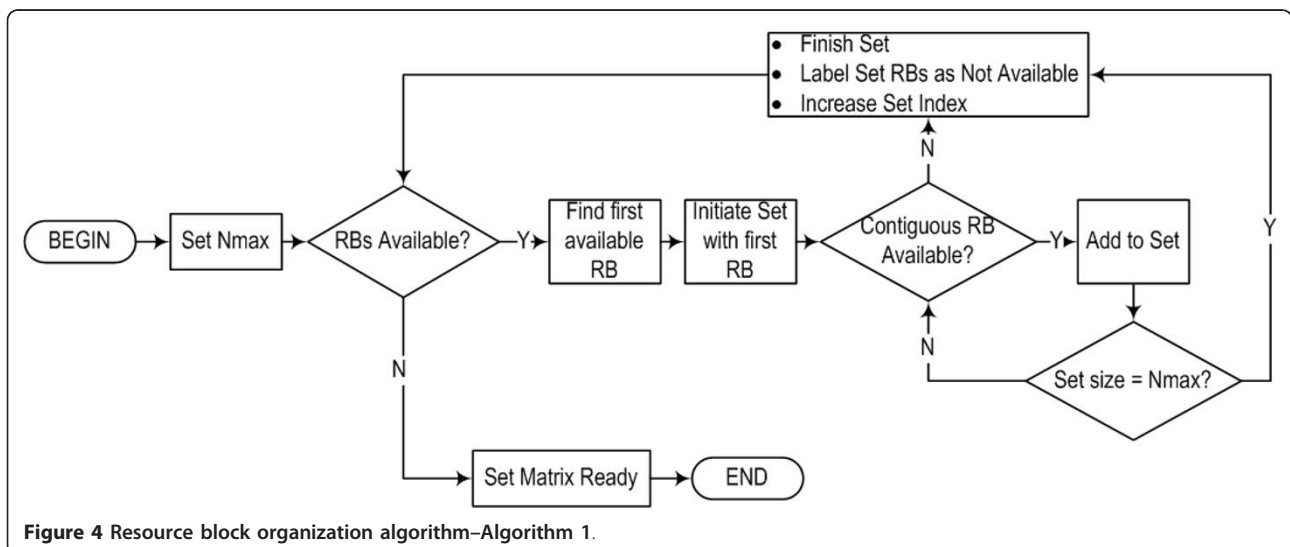 • Finish Set
• Label Set RBs as Not Available
• Increase Set Index
N
BEGIN
Set Nmax
RBs Available?
Y
Find first
available
RB
Initiate Set
with first
RB
Contiguous RB
Available?
Y
Add to Set
Y
N
N
Set size = Nmax?
Set Matrix Ready
END
Figure 4 Resource block organization algorithm–Algorithm 1.